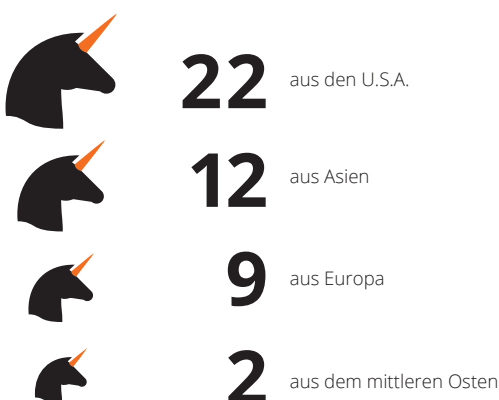 22 aus den U.S.A.
12 aus Asien
9 aus Europa
2 aus dem mittleren Osten